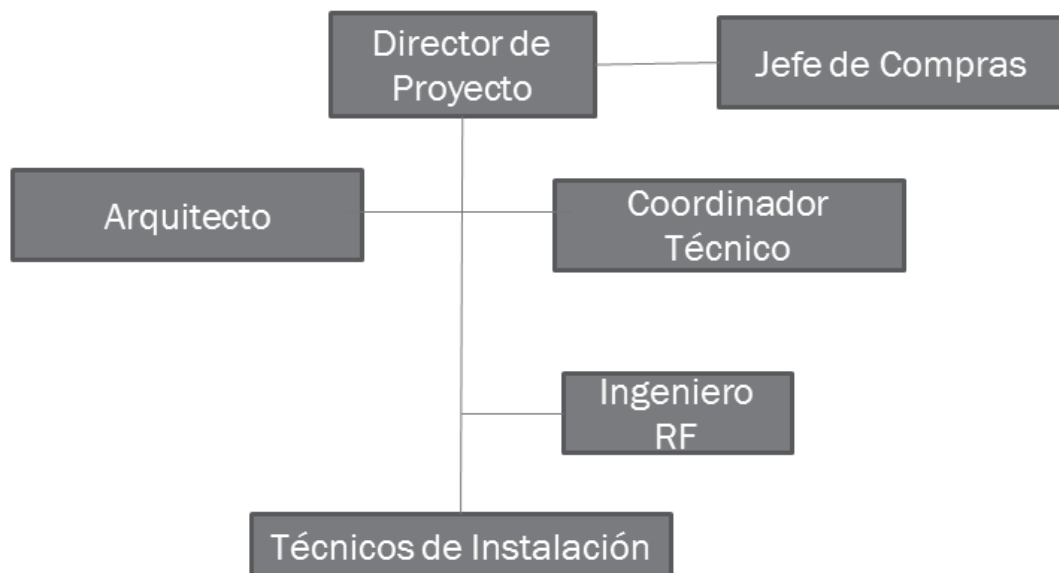 Director de
Proyecto
Jefe de Compras
Arquitecto
Coordinador
Técnico
Ingeniero
RF
Técnicos de Instalación